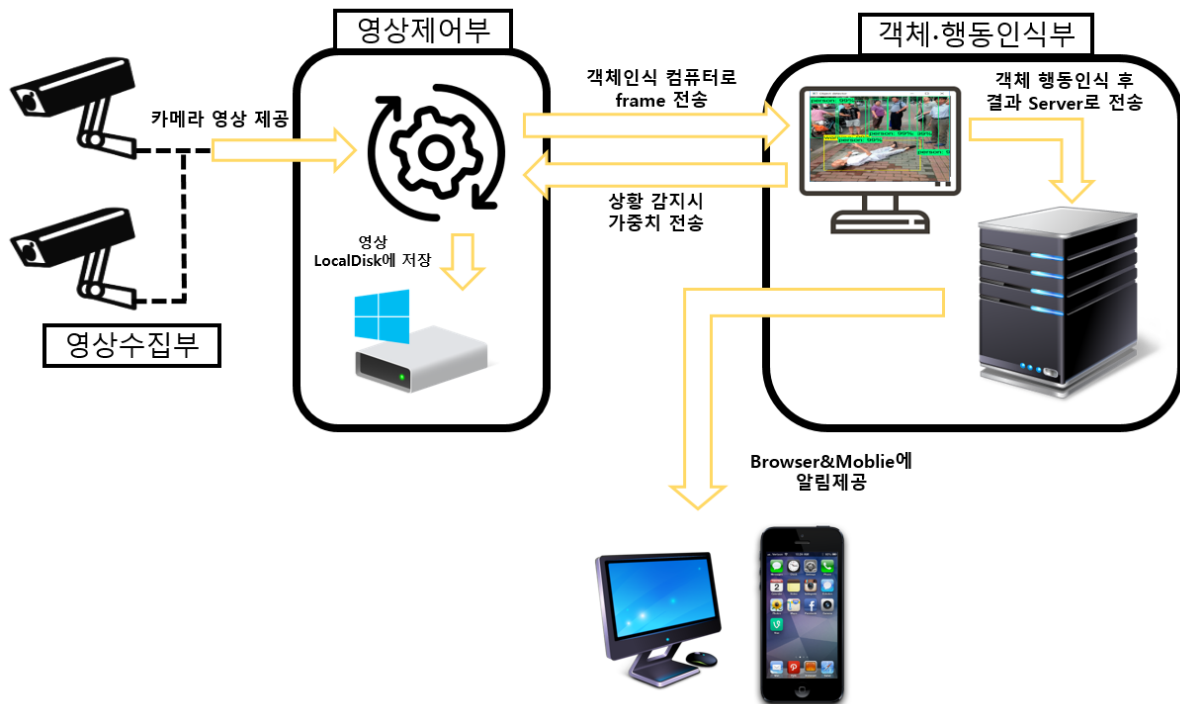 영상제어부
객체·행동인식부
카메라 영상 제공
객체인식 컴퓨터로
frame 전송
객체 행동인식 후
결과 Server로 전송
상황 감지시
가중치 전송
영상
LocalDisk에 저장
영상수집부
Browser&Moblie에
알림제공